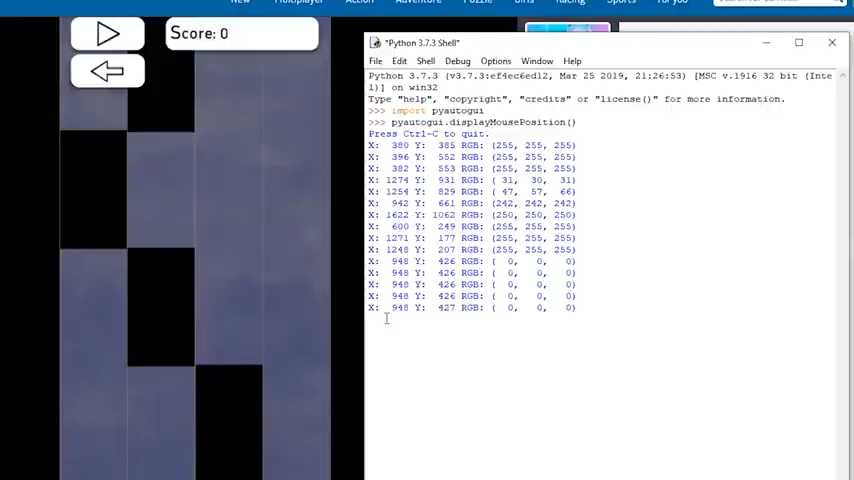 New Multiplayer Action Adventure Puzzle Girls Racing Sports For you
Score: 0
*Python 3.7.3 Shell*
File Edit Shell Debug Options Window Help
Python 3.7.3 (v3.7.3:ef4ec6ed12, Mar 25 2019, 21:26:53) [MSC v.1916 32 bit (Inte
l)] on win32
Type "help", "copyright", "credits" or "license()" for more information.
>>> import pyautogui
>>> pyautogui.displayMousePosition()
Press Ctrl-C to quit.
X:  380 Y:  385 RGB: (255, 255, 255)
X:  396 Y:  552 RGB: (255, 255, 255)
X:  382 Y:  553 RGB: (255, 255, 255)
X: 1274 Y:  931 RGB: ( 31,  30,  31)
X: 1254 Y:  829 RGB: ( 47,  57,  66)
X:  942 Y:  661 RGB: (242, 242, 242)
X: 1622 Y: 1062 RGB: (250, 250, 250)
X:  600 Y:  249 RGB: (255, 255, 255)
X: 1271 Y:  177 RGB: (255, 255, 255)
X: 1248 Y:  207 RGB: (255, 255, 255)
X:  948 Y:  426 RGB: (  0,   0,   0)
X:  948 Y:  426 RGB: (  0,   0,   0)
X:  948 Y:  426 RGB: (  0,   0,   0)
X:  948 Y:  426 RGB: (  0,   0,   0)
X:  948 Y:  427 RGB: (  0,   0,   0)